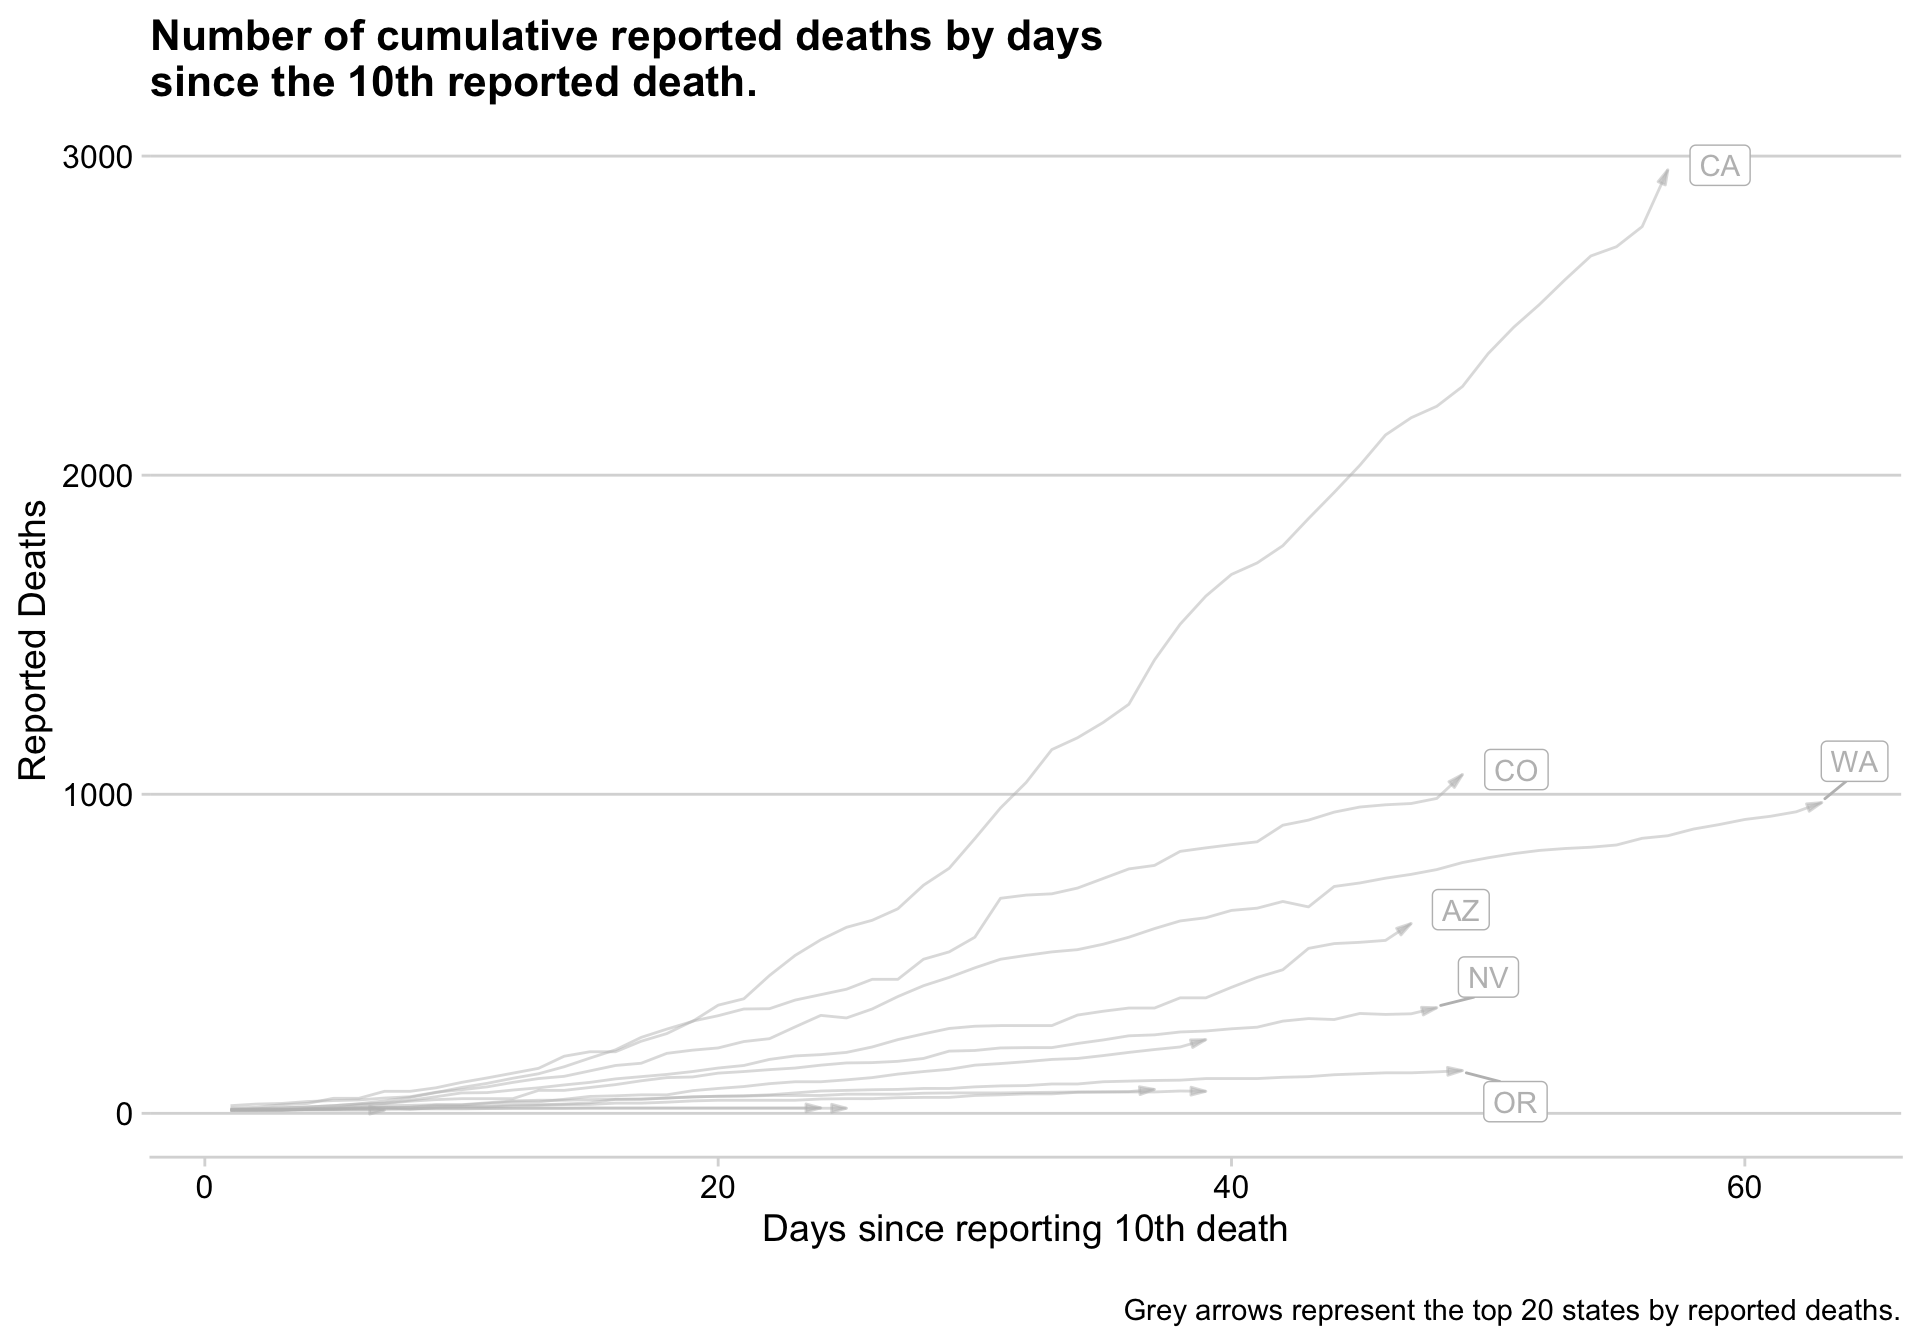 Number of cumulative reported deaths by days
since the 10th reported death.
3000
2000
1000
0
Reported Deaths
CA
CO
WA
AZ
NV
OR
0
20
40
60
Days since reporting 10th death
Grey arrows represent the top 20 states by reported deaths.